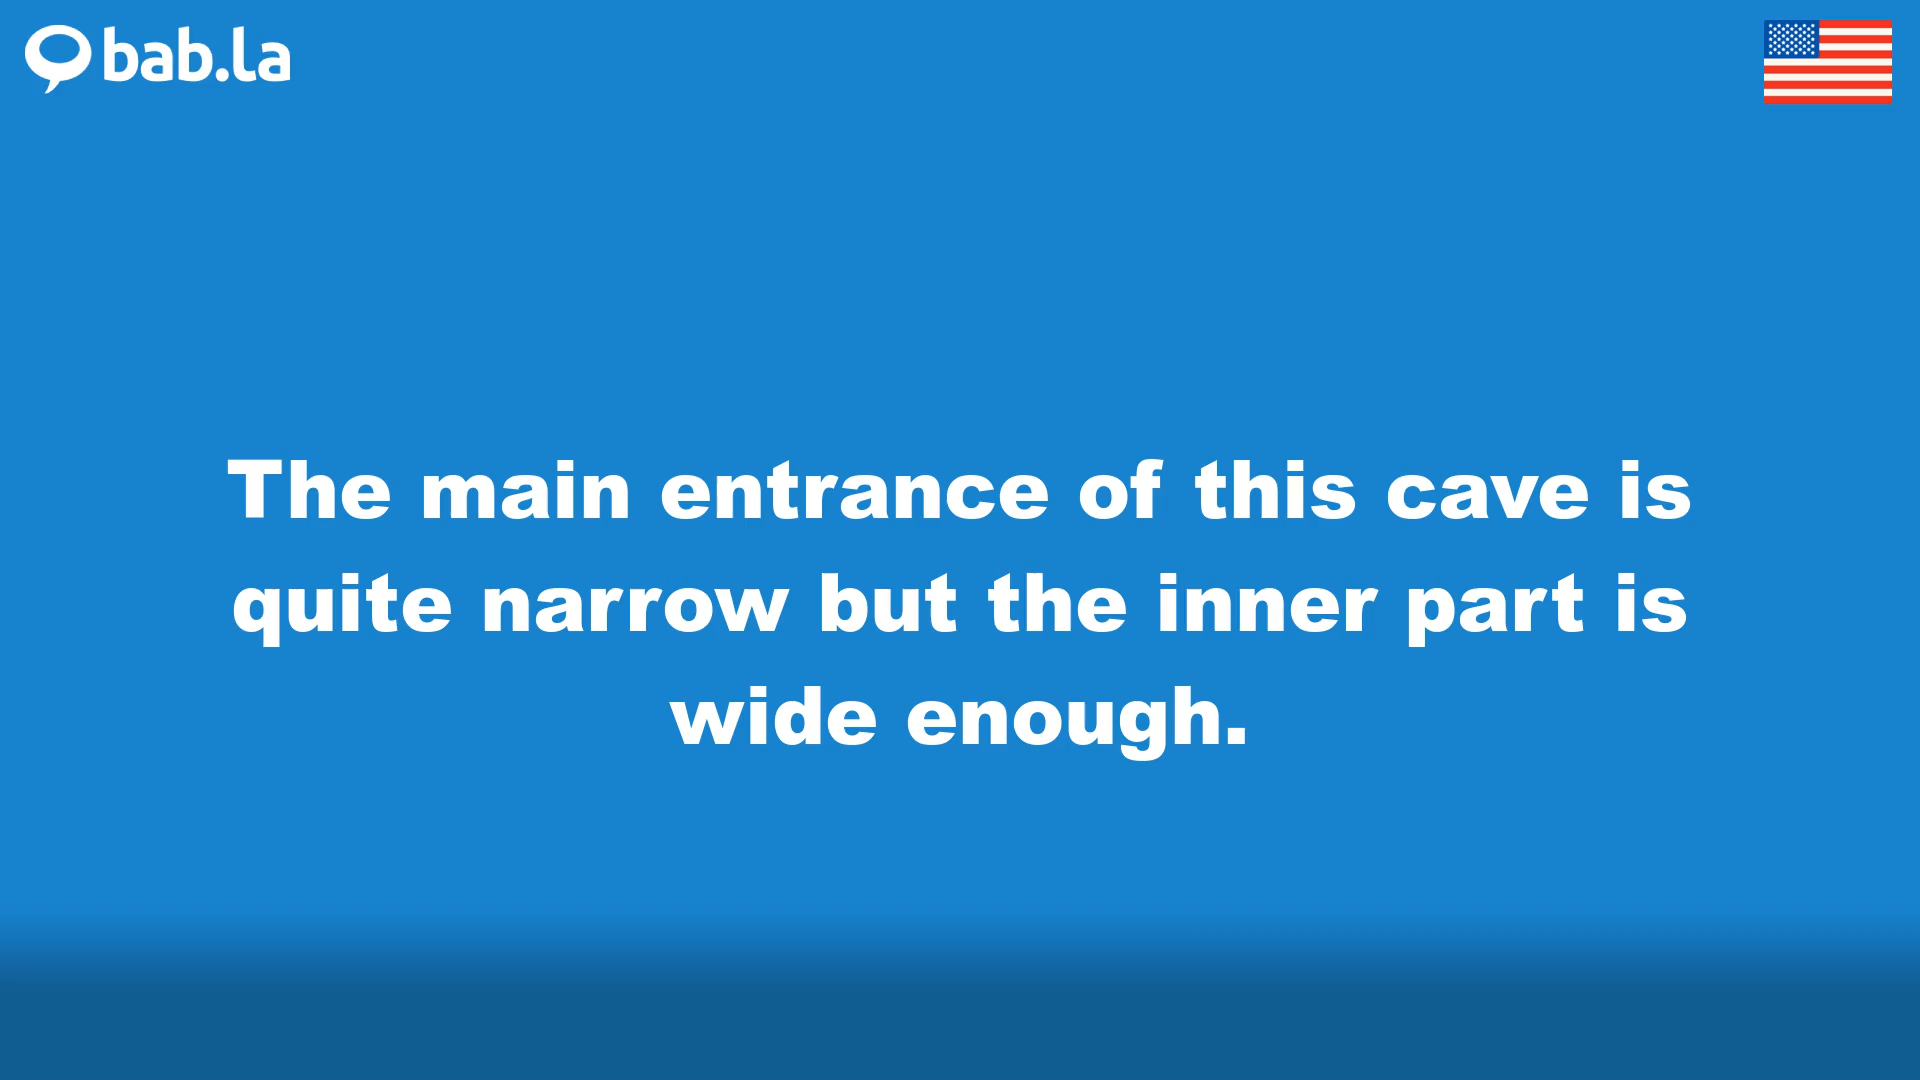 bab.la
The main entrance of this cave is
quite narrow but the inner part is
wide enough.